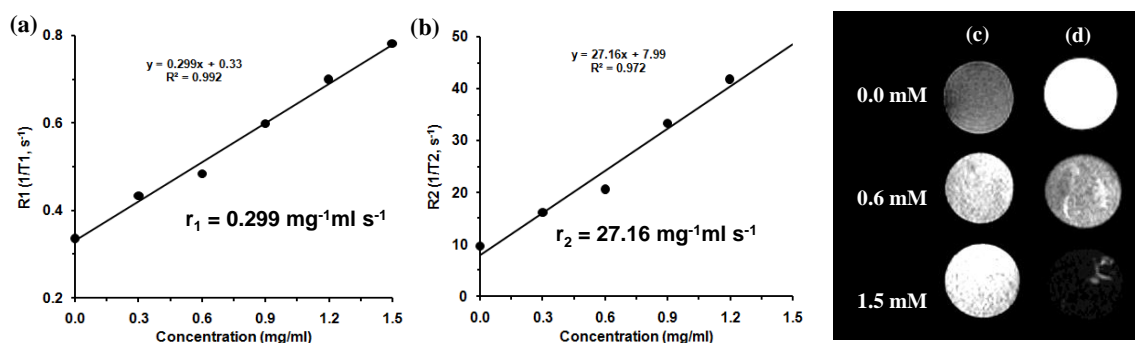 (a)
0.8
0.6
0.4
0.2
R1 (1/T1, s-1)
y = 0.299x + 0.33
R² = 0.992
r₁ = 0.299 mg⁻¹ml s⁻¹
0.0 0.3 0.6 0.9 1.2 1.5
Concentration (mg/ml)
(b)
50
40
30
20
10
0
R2 (1/T2, s-1)
y = 27.16x + 7.99
R² = 0.972
r₂ = 27.16 mg⁻¹ml s⁻¹
0.0 0.3 0.6 0.9 1.2 1.5
Concentration (mg/ml)
(c) (d)
0.0 mM
0.6 mM
1.5 mM